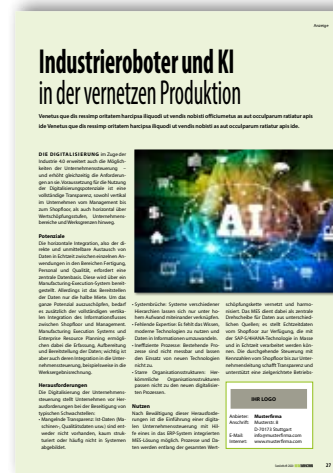 Anzeige
Industrieroboter und KI
in der vernetzen Produktion
Venetus que dis ressimp oritatem harcipsa iliquodi ut vendis nobisti officiumetus as aut occulparum ratiatur apis
ide Venetus que dis ressimp oritatem harcipsa iliquodi ut vendis nobisti as aut occulparum ratiatur apis ide.
DIE DIGITALISIERUNG im Zuge der
Industrie 4.0 erweitert auch die Möglich-
keiten der Unternehmenssteuerung –
und erhöht gleichzeitig die Anforderun-
gen an sie. Voraussetzung für die Nutzung
der Digitalisierungspotenziale ist eine
vollständige Transparenz, sowohl vertikal
im Unternehmen vom Management bis
zum Shopfloor, als auch horizontal über
Wertschöpfungsstufen, Unternehmens-
bereiche und Werksgrenzen hinweg.
Potenziale
Die horizontale Integration, also der di-
rekte und unmittelbare Austausch von
Daten in Echtzeit zwischen einzelnen An-
wendungen in den Bereichen Fertigung,
Personal und Qualität, erfordert eine
zentrale Datenbasis. Diese wird über ein
Manufacturing-Execution-System bereit-
gestellt. Allerdings ist das Bereitstellen
der Daten nur die halbe Miete. Um das
ganze Potenzial auszuschöpfen, bedarf
es zusätzlich der vollständigen vertika-
len Integration des Informationsflusses
zwischen Shopfloor und Management.
Manufacturing Execution Systems und
Enterprise Resource Planning ermögli-
chen dabei die Erfassung, Aufbereitung
und Bereitstellung der Daten; wichtig ist
aber auch deren Integration in die Unter-
nehmenssteuerung, beispielsweise in die
Werksergebnisrechnung.
Herausforderungen
Die Digitalisierung der Unternehmens-
steuerung stellt Unternehmen vor Her-
ausforderungen bei der Bewältigung von
typischen Schwachstellen:
• Mangelnde Transparenz: Ist-Daten (Ma-
schinen-, Qualitätsdaten usw.) sind ent-
weder nicht vorhanden, kaum struk-
turiert oder häufig nicht in Systemen
abgebildet.
• Systembrüche: Systeme verschiedener
Hierarchien lassen sich nur unter ho-
hem Aufwand miteinander verknüpfen.
• Fehlende Expertise: Es fehlt das Wissen,
moderne Technologien zu nutzen und
Daten in Informationen umzuwandeln.
• Ineffiziente Prozesse: Bestehende Pro-
zesse sind nicht messbar und lassen
den Einsatz von neuen Technologien
nicht zu.
• Starre Organisationsstrukturen: Her-
kömmliche Organisationsstrukturen
passen nicht zu den neuen digitalisier-
ten Prozessen.
Nutzen
Nach Bewältigung dieser Herausforde-
rungen ist die Einführung einer digita-
len Unternehmenssteuerung mit Hil-
fe eines in das ERP-System integrierten
MES-Lösung möglich. Prozesse und Da-
ten werden entlang der gesamten Wert-
schöpfungskette vernetzt und harmo-
nisiert. Das MES dient dabei als zentrale
Drehscheibe für Daten aus unterschied-
lichen Quellen; es stellt Echtzeitdaten
vom Shopfloor zur Verfügung, die mit
der SAP-S/4HANA-Technologie in Masse
und in Echtzeit verarbeitet werden kön-
nen. Die durchgehende Steuerung mit
Kennzahlen vom Shopfloor bis zur Unter-
nehmensleitung schafft Transparenz und
unterstützt eine zielgerichtete Betriebs-
IHR LOGO
Anbieter: Musterfirma
Anschrift: Musterstr. 8
D-70173 Stuttgart
E-Mail: info@musterfirma.com
Internet: www.musterfirma.com
27